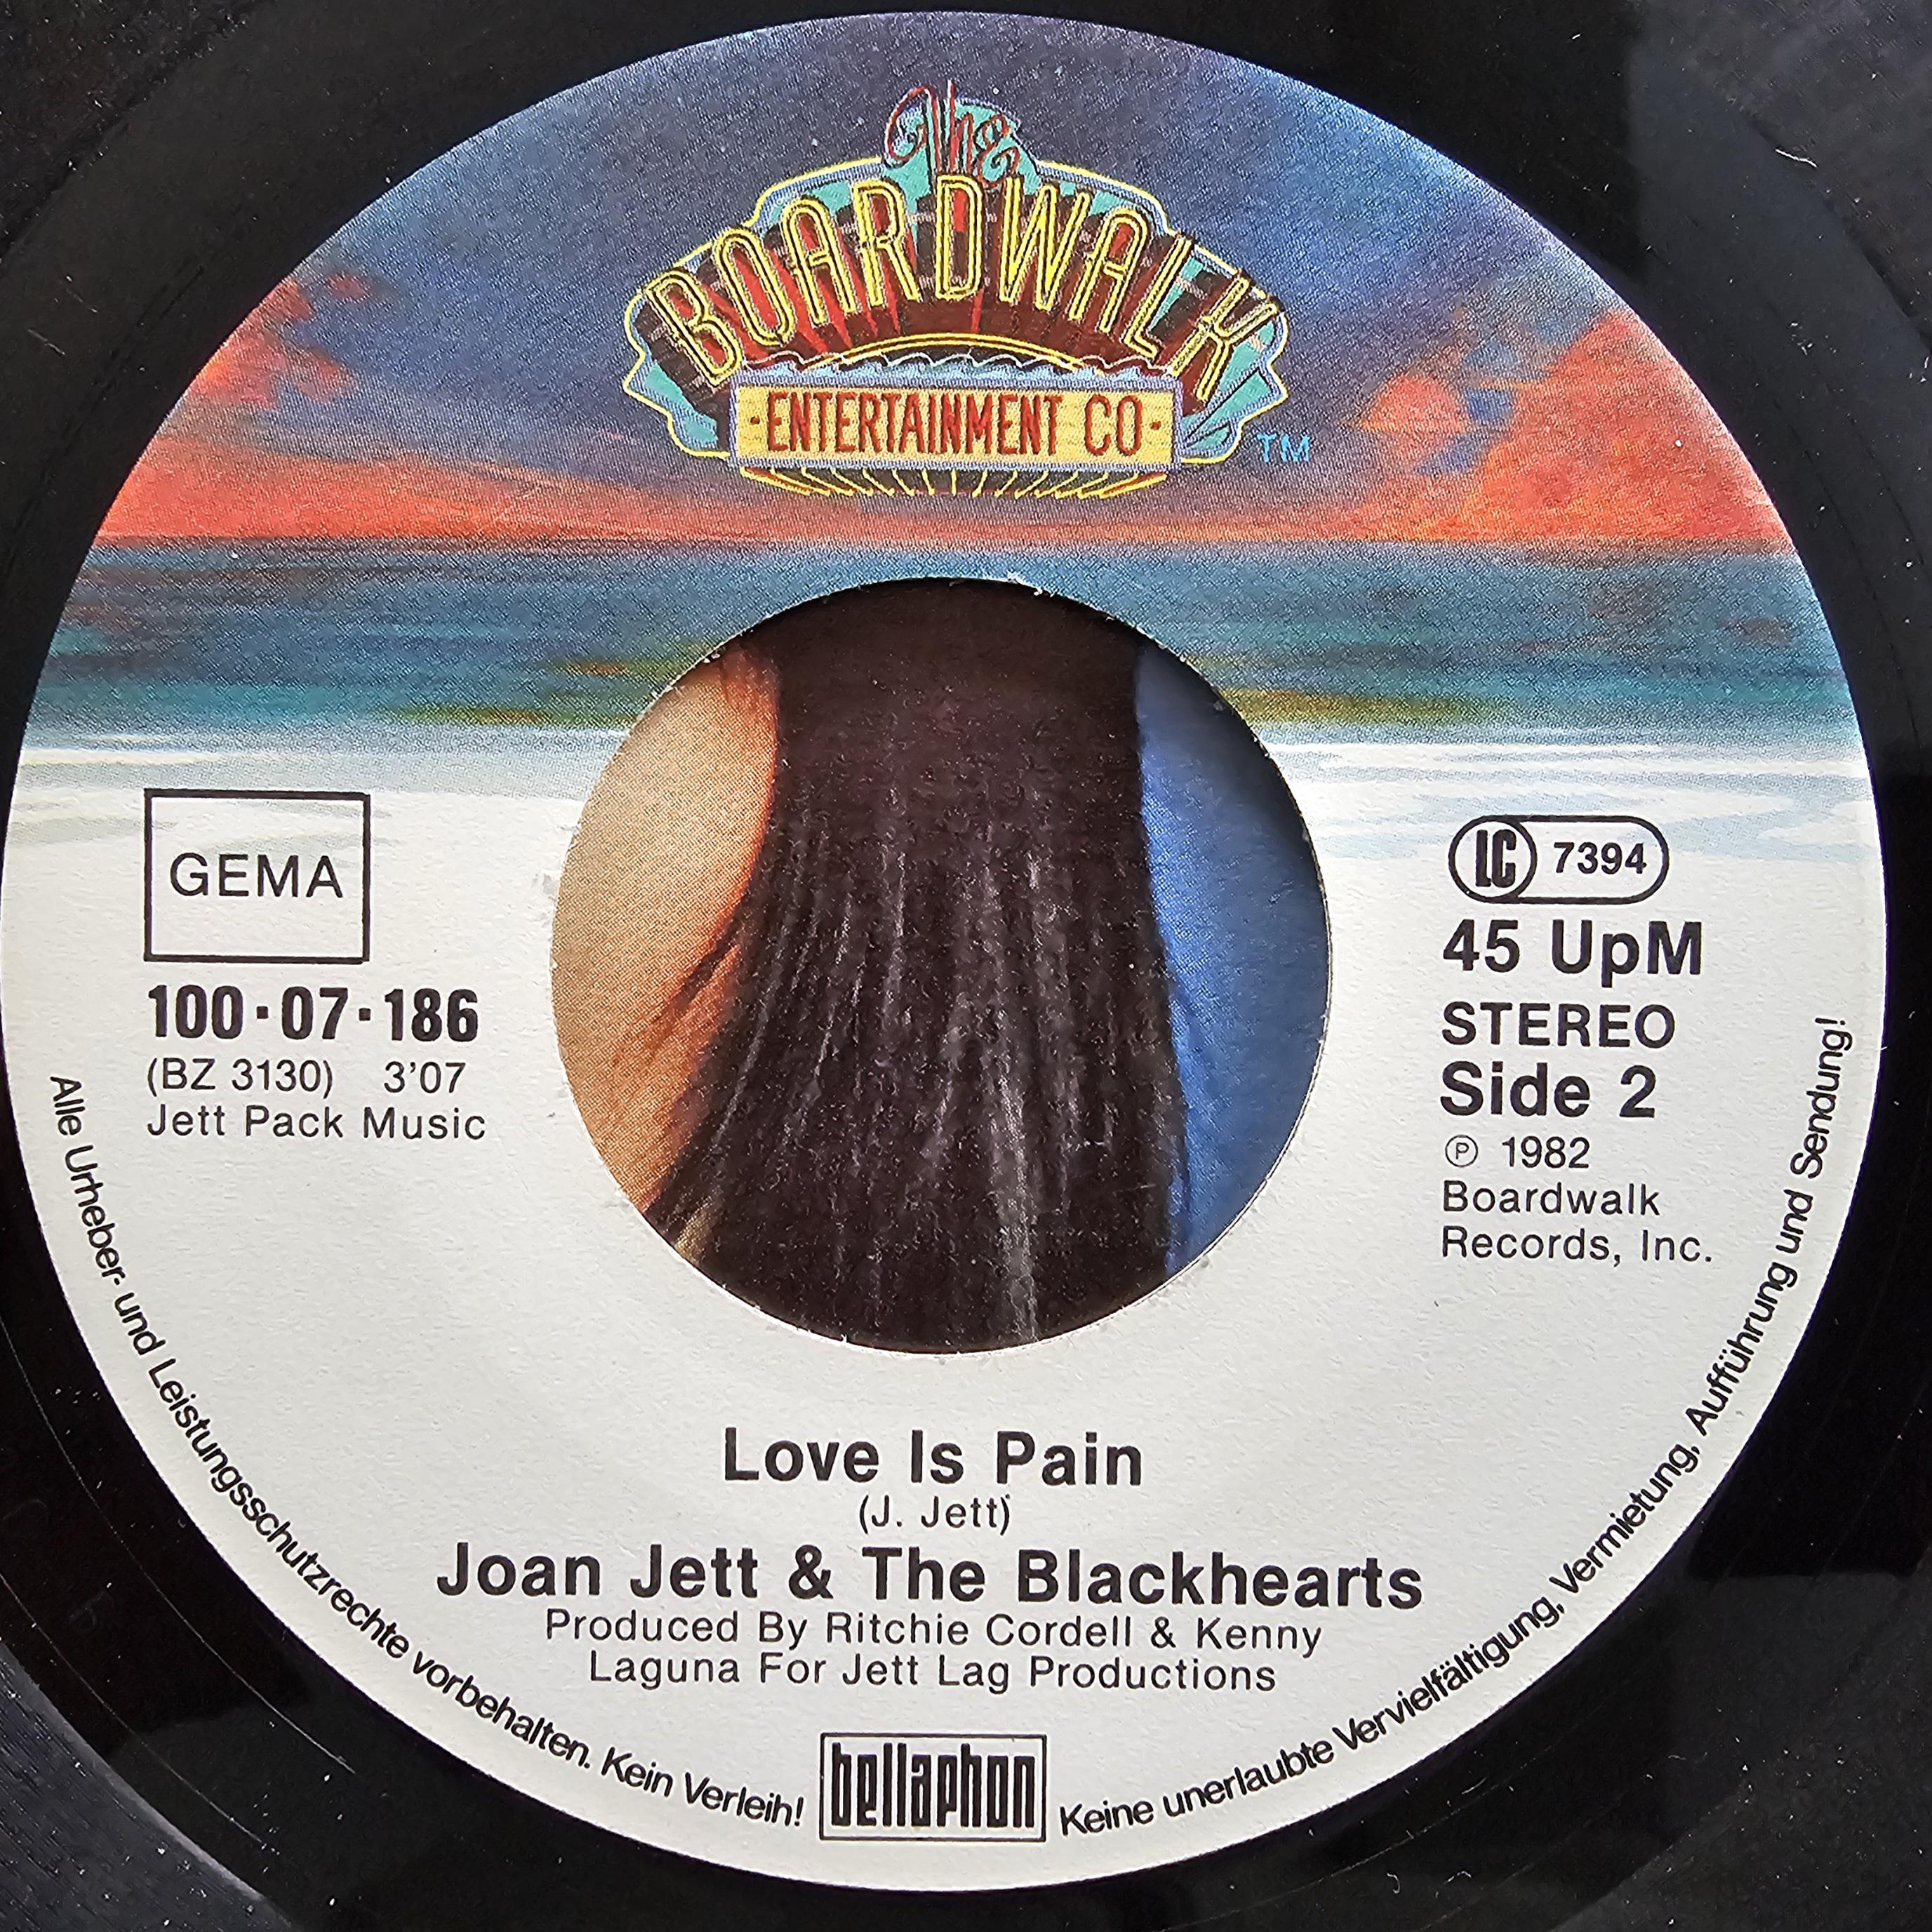 The
BOARDWALK
·ENTERTAINMENT CO·
TM
GEMA
100·07·186
(BZ 3130) 3'07
Jett Pack Music
LC 7394
45 UpM
STEREO
Side 2
Ⓟ 1982
Boardwalk
Records, Inc.
Love Is Pain
(J. Jett)
Joan Jett & The Blackhearts
Produced By Ritchie Cordell & Kenny
Laguna For Jett Lag Productions
Alle Urheber- und Leistungsschutzrechte vorbehalten. Kein Verleih!
bellaphon
Keine unerlaubte Vervielfältigung, Vermietung, Aufführung und Sendung!